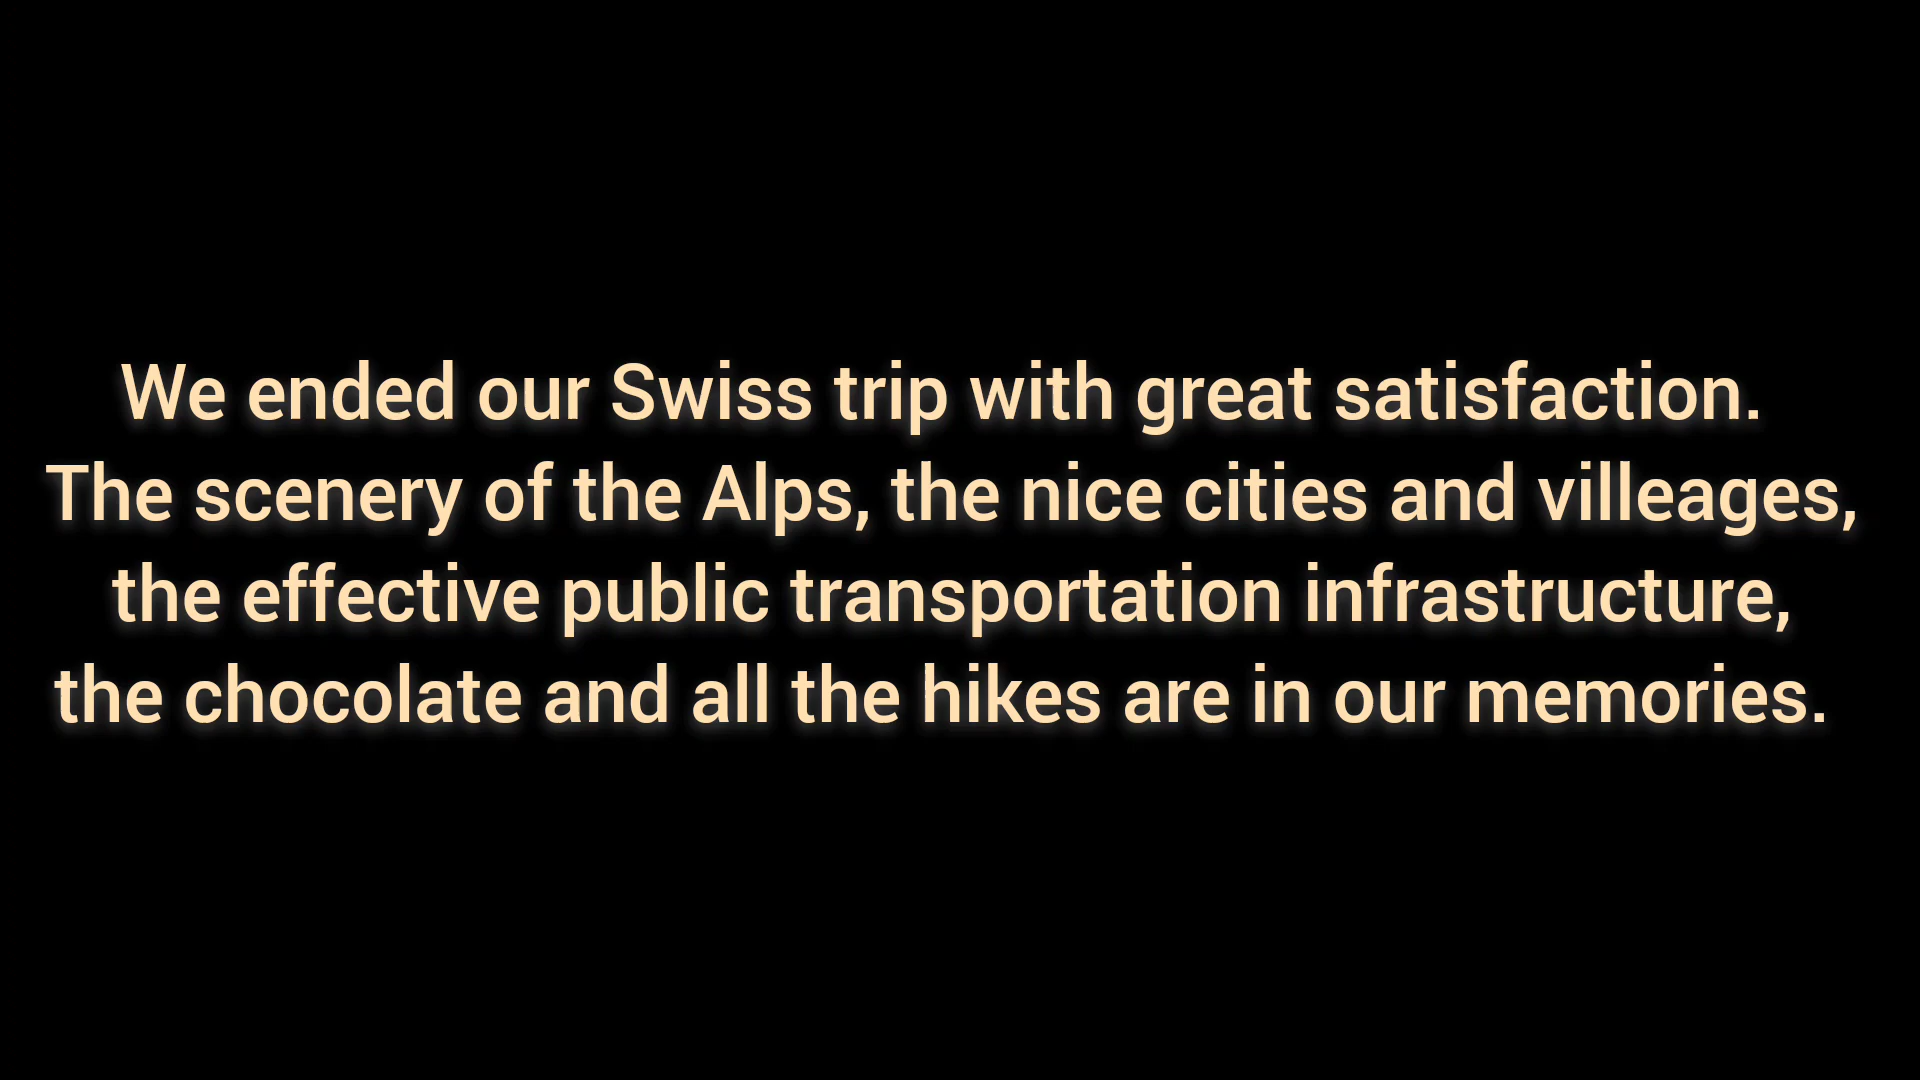 We ended our Swiss trip with great satisfaction.
The scenery of the Alps, the nice cities and villeages,
the effective public transportation infrastructure,
the chocolate and all the hikes are in our memories.